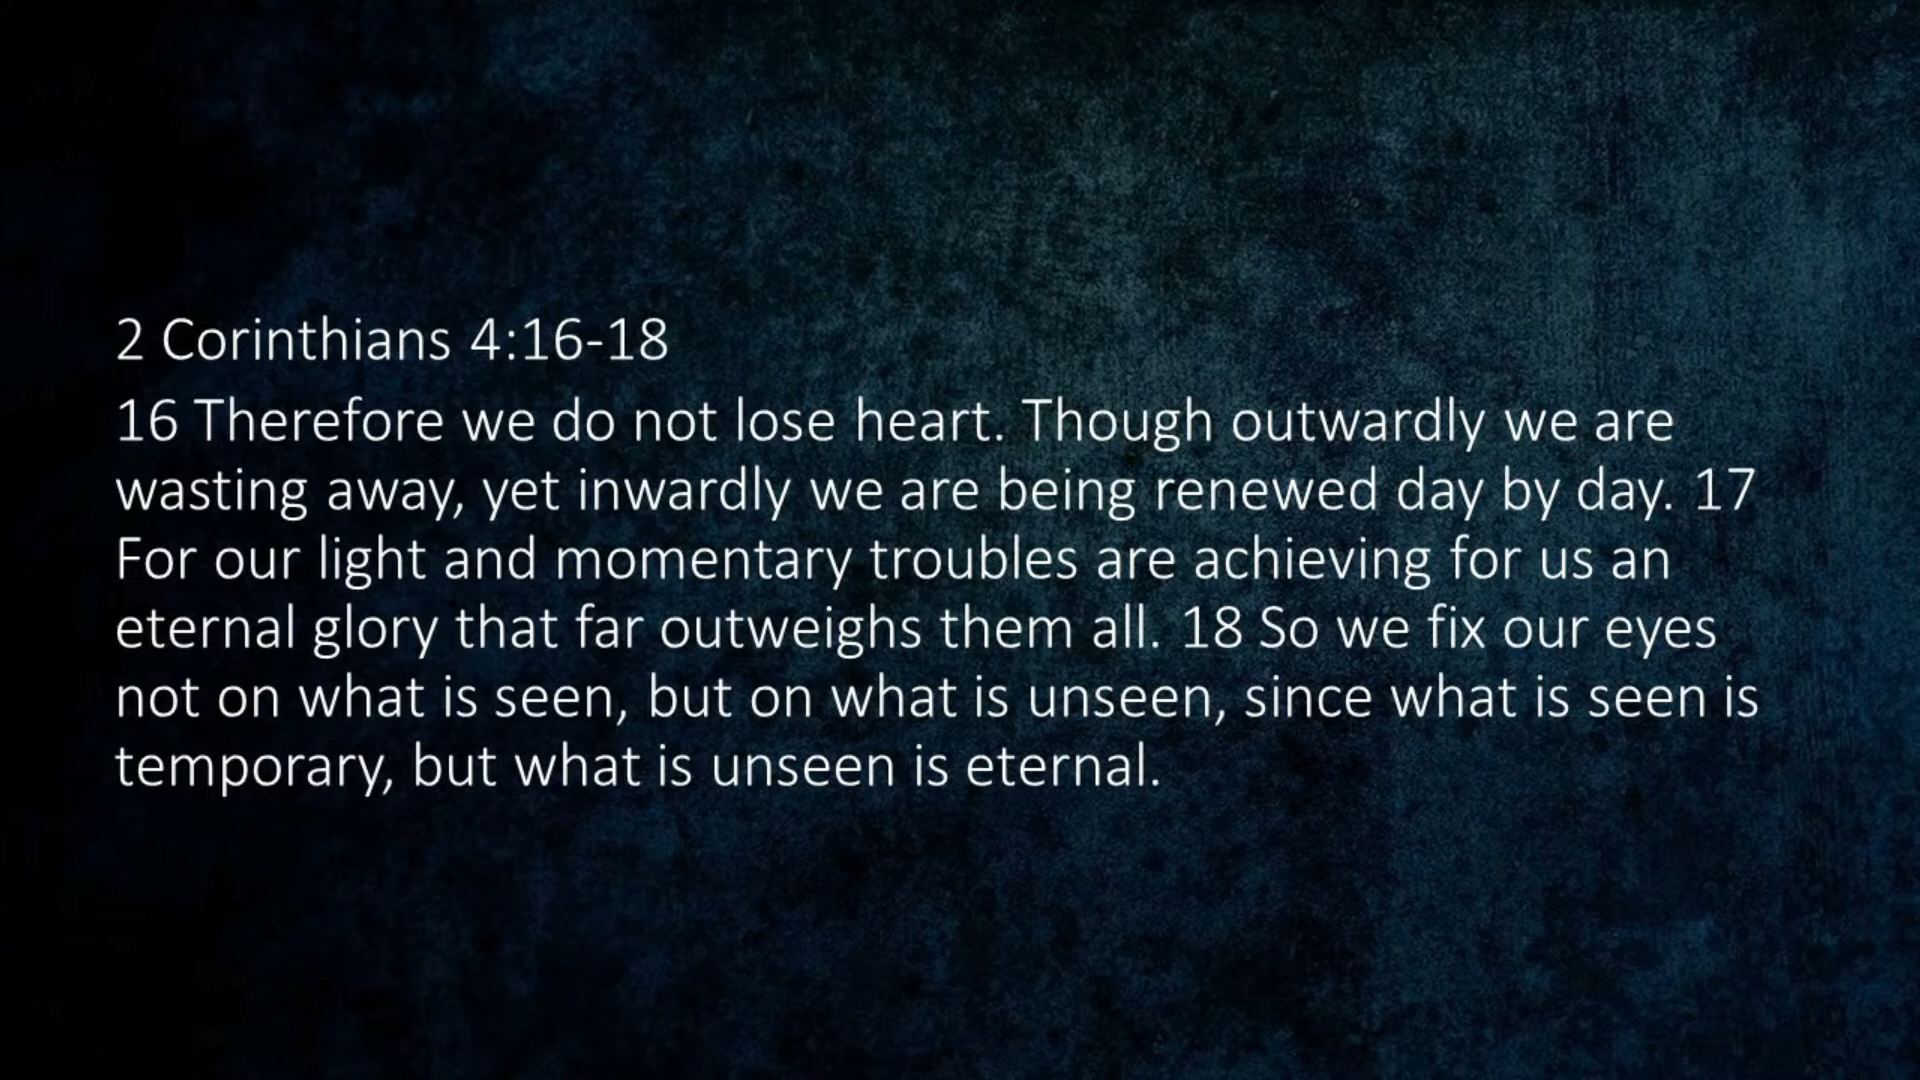 2 Corinthians 4:16-18
16 Therefore we do not lose heart. Though outwardly we are
wasting away, yet inwardly we are being renewed day by day. 17
For our light and momentary troubles are achieving for us an
eternal glory that far outweighs them all. 18 So we fix our eyes
not on what is seen, but on what is unseen, since what is seen is
temporary, but what is unseen is eternal.